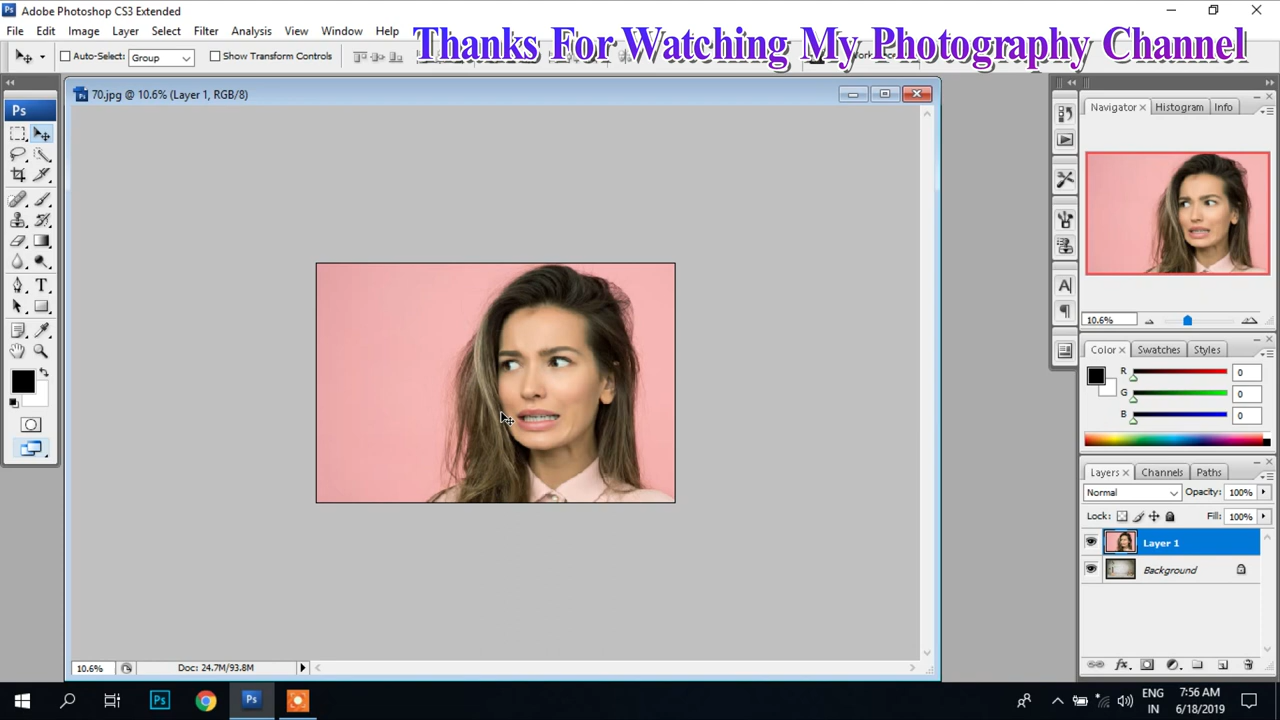 Adobe Photoshop CS3 Extended
File Edit Image Layer Select Filter Analysis View Window Help
Thanks For Watching My Photography Channel
Auto-Select: Group Show Transform Controls
70.jpg @ 10.6% (Layer 1, RGB/8)
Ps
Navigator Histogram Info
10.6%
Color Swatches Styles
R 0
G 0
B 0
Layers Channels Paths
Normal Opacity: 100%
Lock: Fill: 100%
Layer 1
Background
10.6% Doc: 24.7M/93.8M
ENG
IN
7:56 AM
6/18/2019